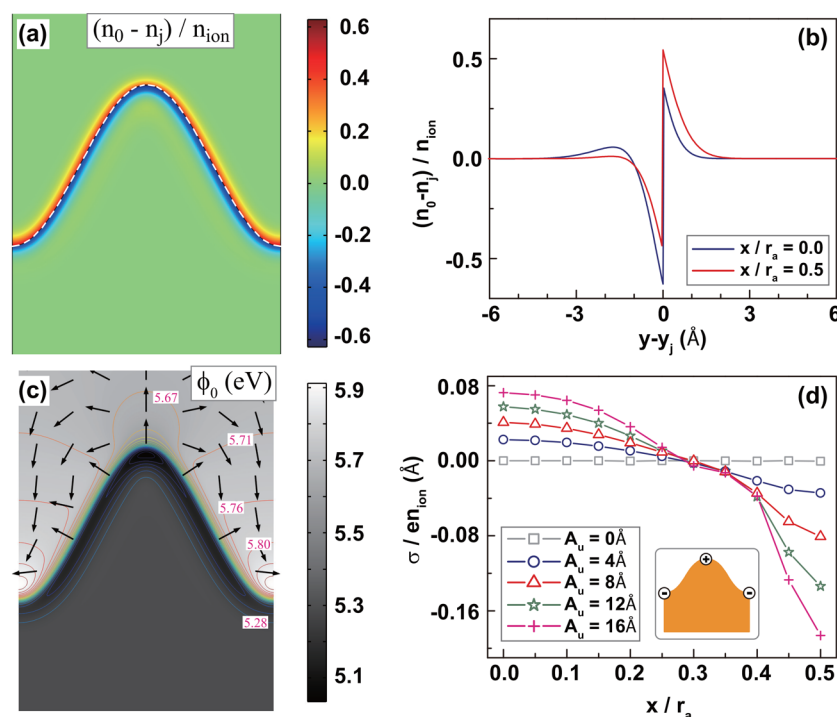 (a)
(n0 - nj) / nion
0.6
0.4
0.2
0.0
-0.2
-0.4
-0.6
(b)
(n0-nj) / nion
0.5
0.0
-0.5
x / ra = 0.0
x / ra = 0.5
-6 -3 0 3 6
y-yj (Å)
(c)
ϕ0 (eV)
5.67
5.71
5.76
5.80
5.28
5.9
5.7
5.5
5.3
5.1
(d)
σ / enion (Å)
0.08
0.00
-0.08
-0.16
Au = 0Å
Au = 4Å
Au = 8Å
Au = 12Å
Au = 16Å
+
- -
0.0 0.1 0.2 0.3 0.4 0.5
x / ra